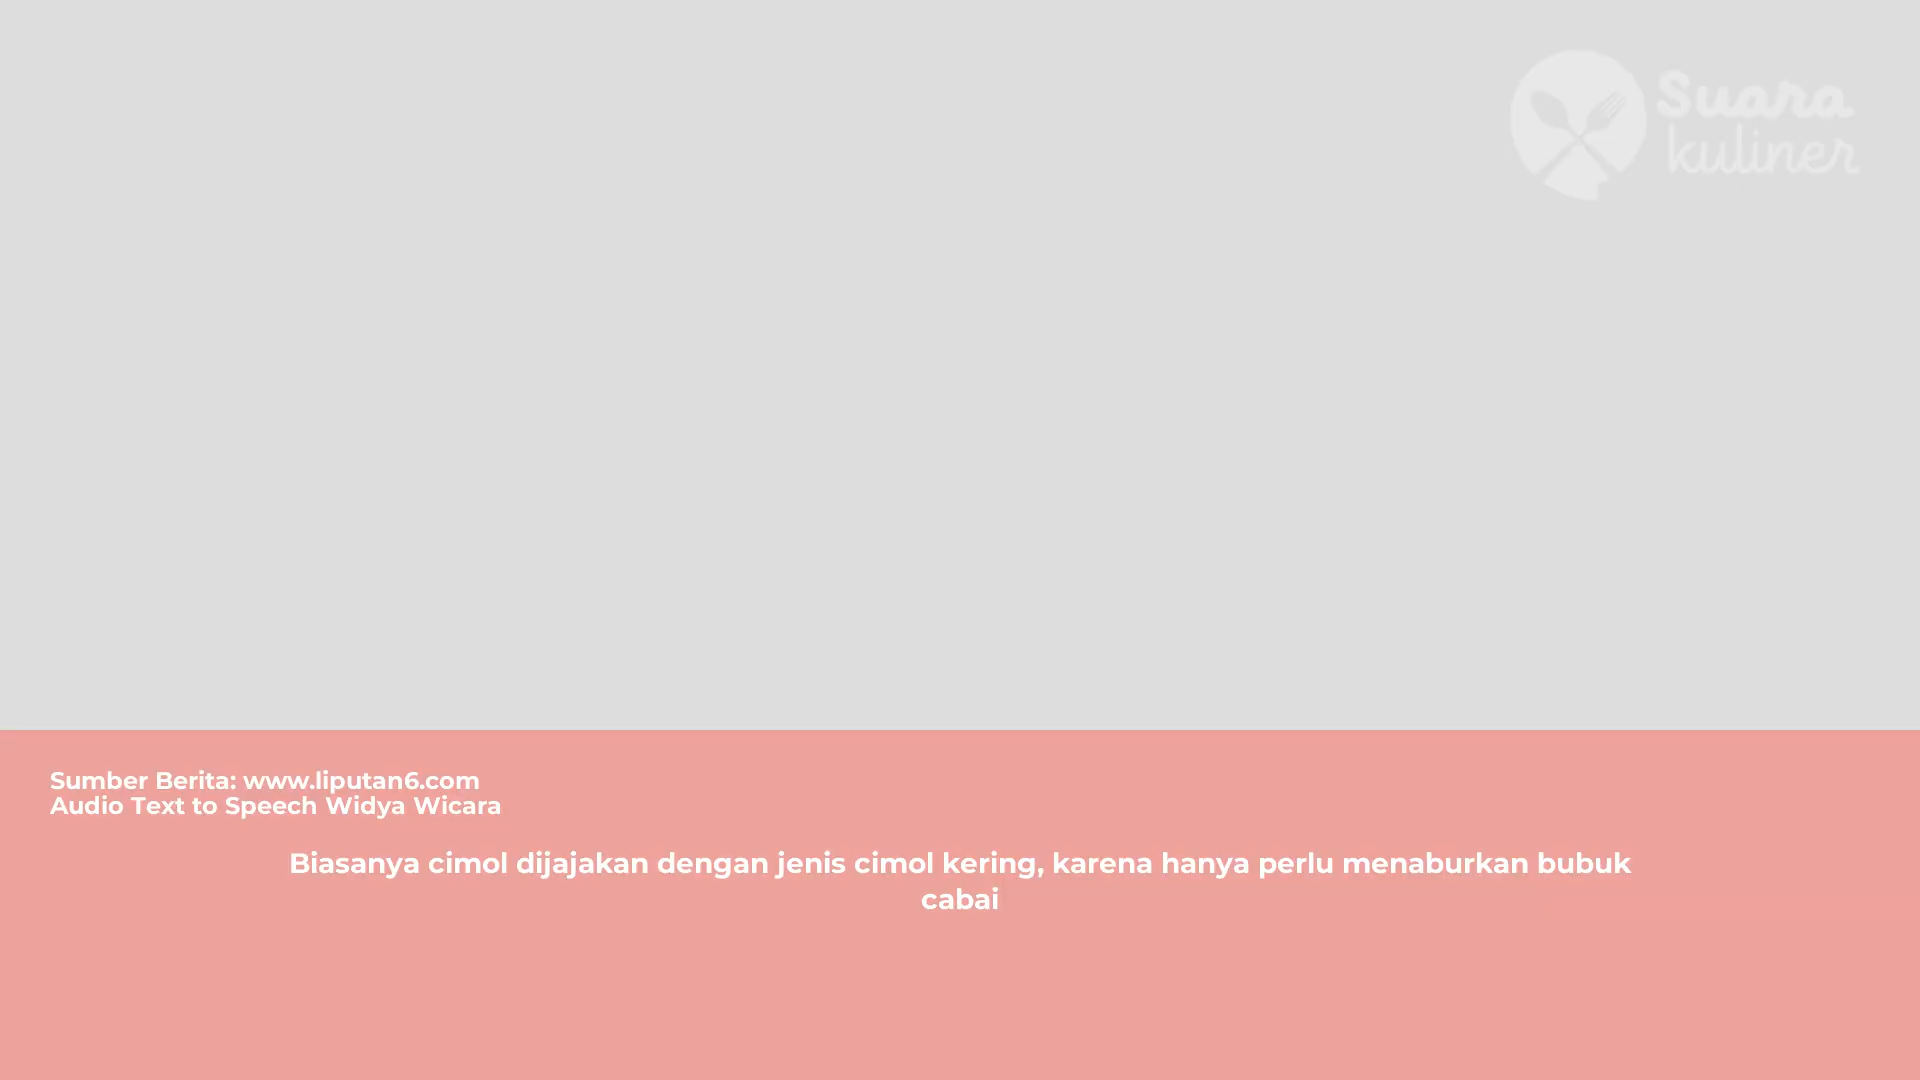 Suara
kuliner
Sumber Berita: www.liputan6.com
Audio Text to Speech Widya Wicara
Biasanya cimol dijajakan dengan jenis cimol kering, karena hanya perlu menaburkan bubuk
cabai